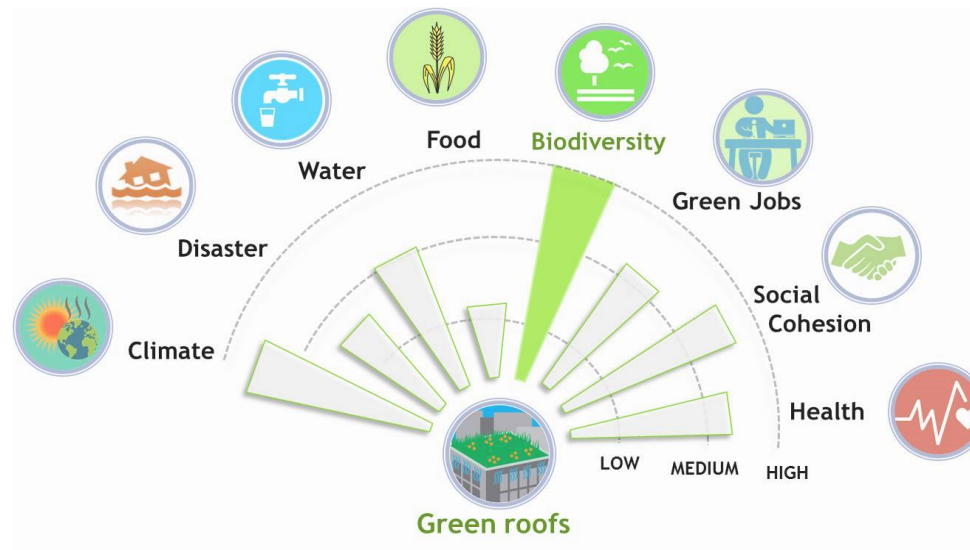 Food
Biodiversity
Water
Green Jobs
Disaster
Social
Cohesion
Climate
Health
LOW
MEDIUM
HIGH
Green roofs